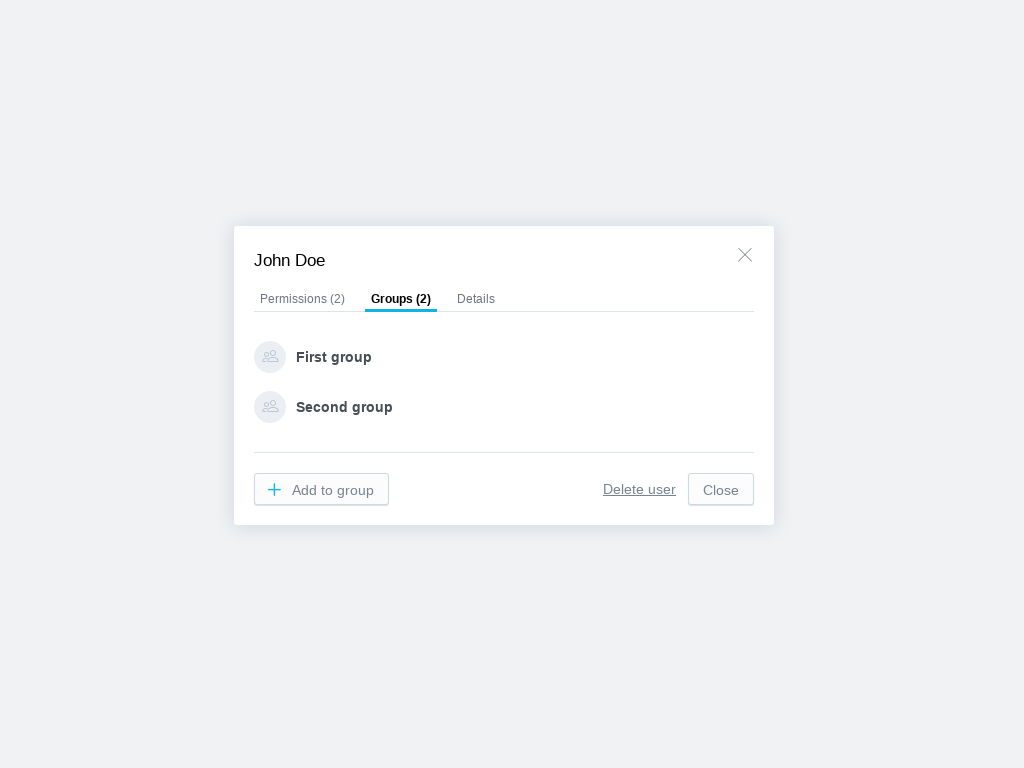 John Doe
Permissions (2) Groups (2) Details
First group
Second group
Add to group Delete user Close